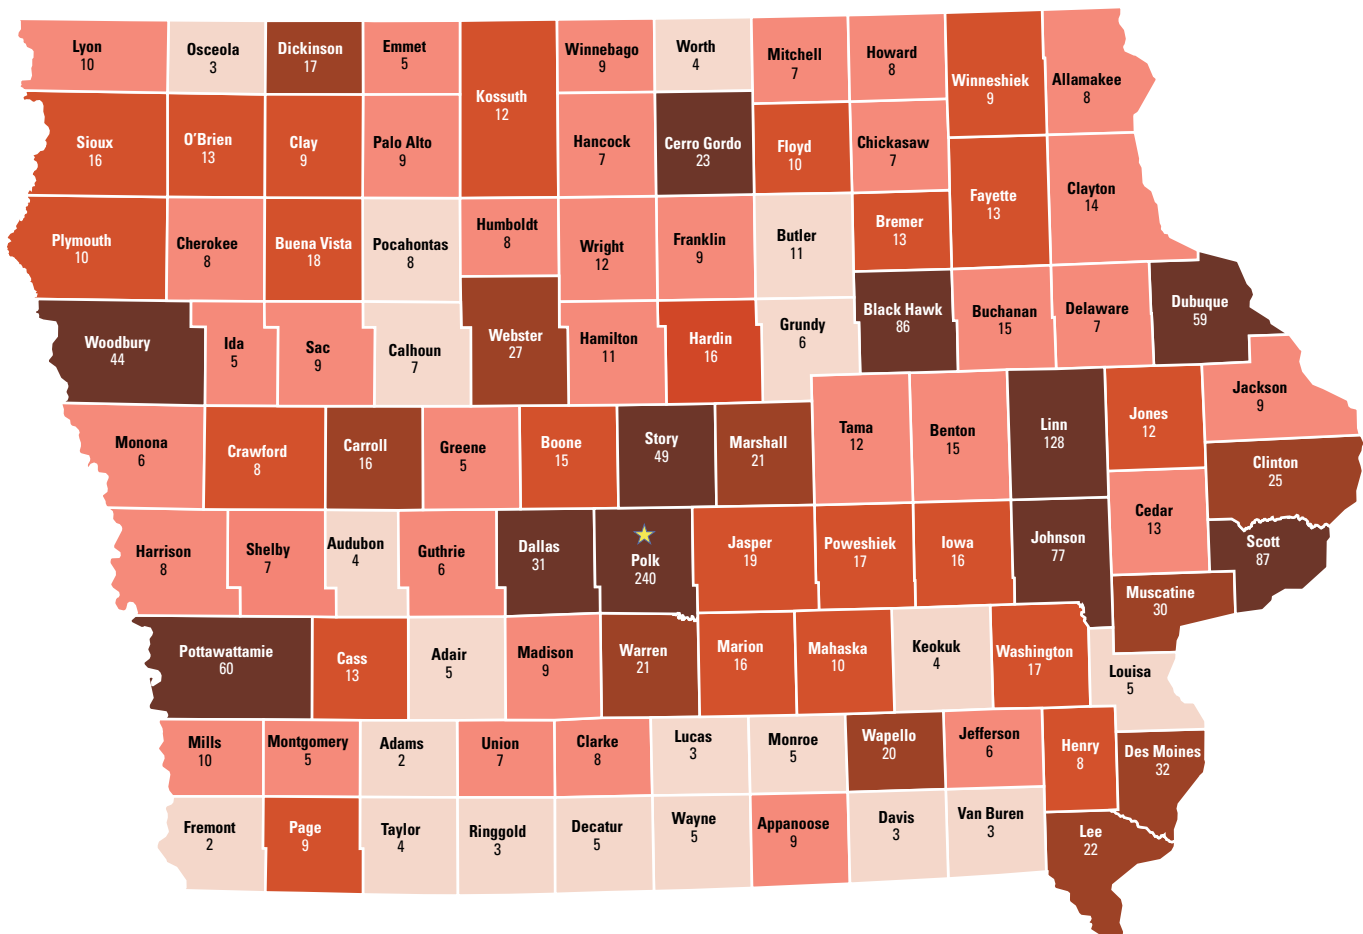 Lyon
10
Osceola
3
Dickinson
17
Emmet
5
Kossuth
12
Winnebago
9
Worth
4
Mitchell
7
Howard
8
Winneshiek
9
Allamakee
8
Sioux
16
O'Brien
13
Clay
9
Palo Alto
9
Hancock
7
Cerro Gordo
23
Floyd
10
Chickasaw
7
Fayette
13
Clayton
14
Plymouth
10
Cherokee
8
Buena Vista
18
Pocahontas
8
Humboldt
8
Wright
12
Franklin
9
Butler
11
Bremer
13
Woodbury
44
Ida
5
Sac
9
Calhoun
7
Webster
27
Hamilton
11
Hardin
16
Grundy
6
Black Hawk
86
Buchanan
15
Delaware
7
Dubuque
59
Monona
6
Crawford
8
Carroll
16
Greene
5
Boone
15
Story
49
Marshall
21
Tama
12
Benton
15
Linn
128
Jones
12
Jackson
9
Clinton
25
Harrison
8
Shelby
7
Audubon
4
Guthrie
6
Dallas
31
Polk
240
Jasper
19
Poweshiek
17
Iowa
16
Johnson
77
Cedar
13
Scott
87
Muscatine
30
Pottawattamie
60
Cass
13
Adair
5
Madison
9
Warren
21
Marion
16
Mahaska
10
Keokuk
4
Washington
17
Louisa
5
Mills
10
Montgomery
5
Adams
2
Union
7
Clarke
8
Lucas
3
Monroe
5
Wapello
20
Jefferson
6
Henry
8
Des Moines
32
Fremont
2
Page
9
Taylor
4
Ringgold
3
Decatur
5
Wayne
5
Appanoose
9
Davis
3
Van Buren
3
Lee
22